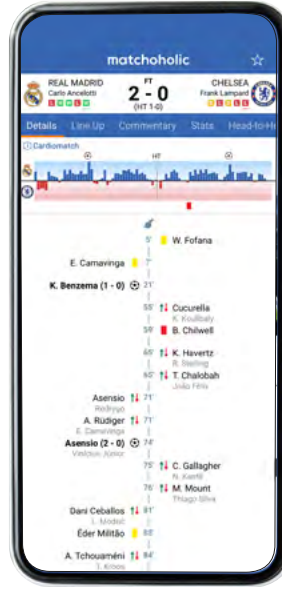 matchoholic
REAL MADRID
Carlo Ancelotti
FT
2 - 0
(HT 1-0)
CHELSEA
Frank Lampard
Details Line Up Commentary Stats Head-to-He
Cardiomatch
HT
5' W. Fofana
E. Camavinga 7'
K. Benzema (1 - 0) 21'
55' Cucurella
K. Koulibaly
59' B. Chilwell
65' K. Havertz
R. Sterling
65' T. Chalobah
João Félix
Asensio 71'
Rodrygo
A. Rüdiger 71'
E. Camavinga
Asensio (2 - 0) 74'
Vinícius Júnior
75' C. Gallagher
N. Kanté
76' M. Mount
Thiago Silva
Dani Ceballos 81'
L. Modrić
Éder Militão
A. Tchouaméni 84'
T. Kroos